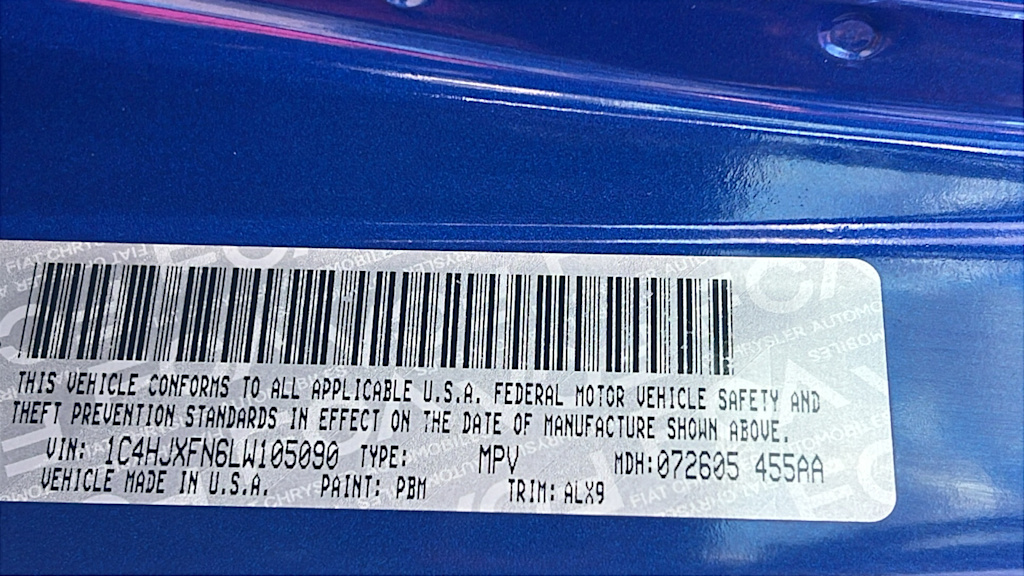 THIS VEHICLE CONFORMS TO ALL APPLICABLE U.S.A. FEDERAL MOTOR VEHICLE SAFETY AND
THEFT PREVENTION STANDARDS IN EFFECT ON THE DATE OF MANUFACTURE SHOWN ABOVE.
VIN: 1C4HJXFN6LW105090 TYPE: MPV MDH:072605 455AA
VEHICLE MADE IN U.S.A. PAINT: PBM TRIM: ALX9